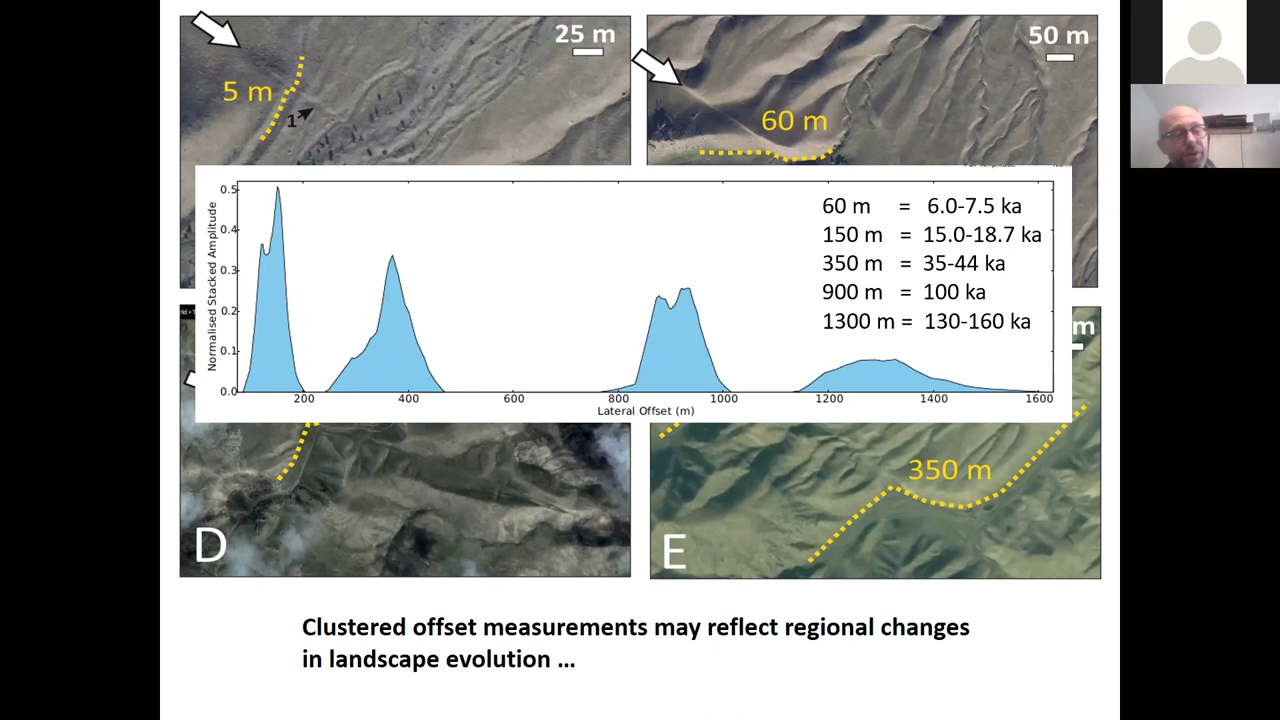 25 m
5 m
1
50 m
60 m
0.5
0.4
0.3
0.2
0.1
0.0
Normalised Stacked Amplitude
60 m = 6.0-7.5 ka
150 m = 15.0-18.7 ka
350 m = 35-44 ka
900 m = 100 ka
1300 m = 130-160 ka
m
200 400 600 800 1000 1200 1400 1600
Lateral Offset (m)
D
350 m
E
Clustered offset measurements may reflect regional changes
in landscape evolution ...